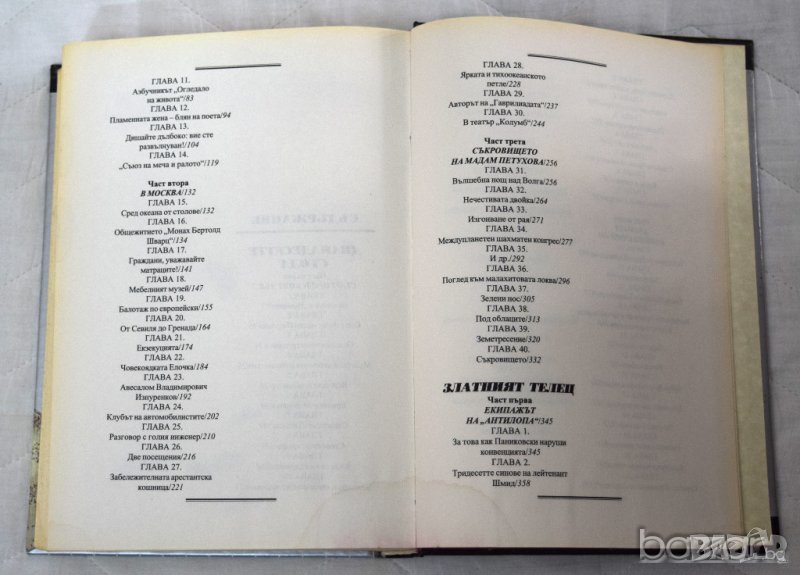 ГЛАВА 11.
Азбучникът „Огледало
на живота“/83
ГЛАВА 12.
Пламенната жена – блян на поета/94
ГЛАВА 13.
Дишайте дълбоко: вие сте
развълнуван!/104
ГЛАВА 14.
„Съюз на меча и ралото“/119
Част втора
В МОСКВА/132
ГЛАВА 15.
Сред океана от столове/132
ГЛАВА 16.
Общежитието „Монах Бертолд
Шварц“/134
ГЛАВА 17.
Граждани, уважавайте
матраците!/141
ГЛАВА 18.
Мебелният музей/147
ГЛАВА 19.
Балотаж по европейски/155
ГЛАВА 20.
От Севиля до Гренада/164
ГЛАВА 21.
Екзекуцията/174
ГЛАВА 22.
Човекоядката Елочка/184
ГЛАВА 23.
Авесалом Владимирович
Изпуренков/192
ГЛАВА 24.
Клубът на автомобилистите/202
ГЛАВА 25.
Разговор с голия инженер/210
ГЛАВА 26.
Две посещения/216
ГЛАВА 27.
Забележителната арестантска
кошница/221
ГЛАВА 28.
Ярката и тихоокеанското
петле/228
ГЛАВА 29.
Авторът на „Гаврилиадата“/237
ГЛАВА 30.
В театър „Колумб“/244
Част трета
СЪКРОВИЩЕТО
НА МАДАМ ПЕТУХОВА/256
ГЛАВА 31.
Вълшебна нощ над Волга/256
ГЛАВА 32.
Нечестивата двойка/264
ГЛАВА 33.
Изгонване от рая/271
ГЛАВА 34.
Междупланетен шахматен конгрес/277
ГЛАВА 35.
И др./292
ГЛАВА 36.
Поглед към малахитовата локва/296
ГЛАВА 37.
Зелени нос/305
ГЛАВА 38.
Под облаците/313
ГЛАВА 39.
Земетресение/320
ГЛАВА 40.
Съкровището/332
ЗЛАТНИЯТ ТЕЛЕЦ
Част първа
ЕКИПАЖЪТ
НА „АНТИЛОПА“/345
ГЛАВА 1.
За това как Паниковски наруши
конвенцията/345
ГЛАВА 2.
Тридесетте синове на лейтенант
Шмид/358